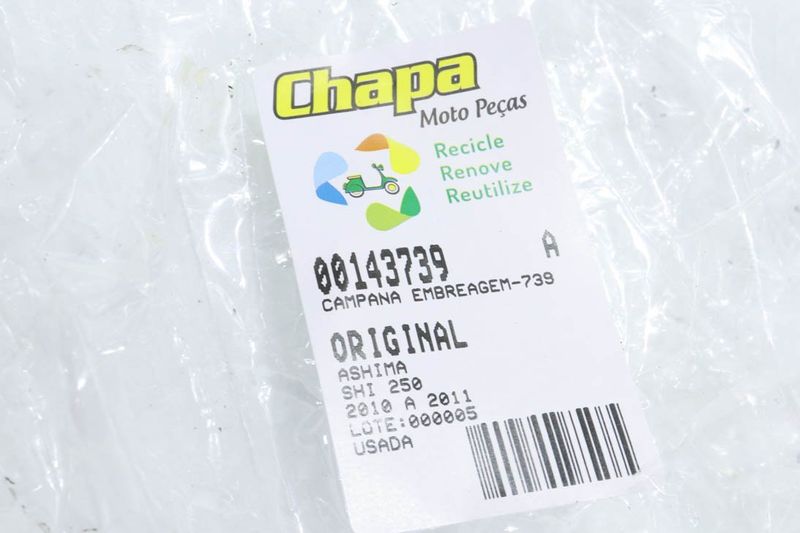 Chapa
Moto Peças
Recicle
Renove
Reutilize
00143739 A
CAMPANA EMBREAGEM-739
ORIGINAL
ASHIMA
SHI 250
2010 A 2011
LOTE:000005
USADA